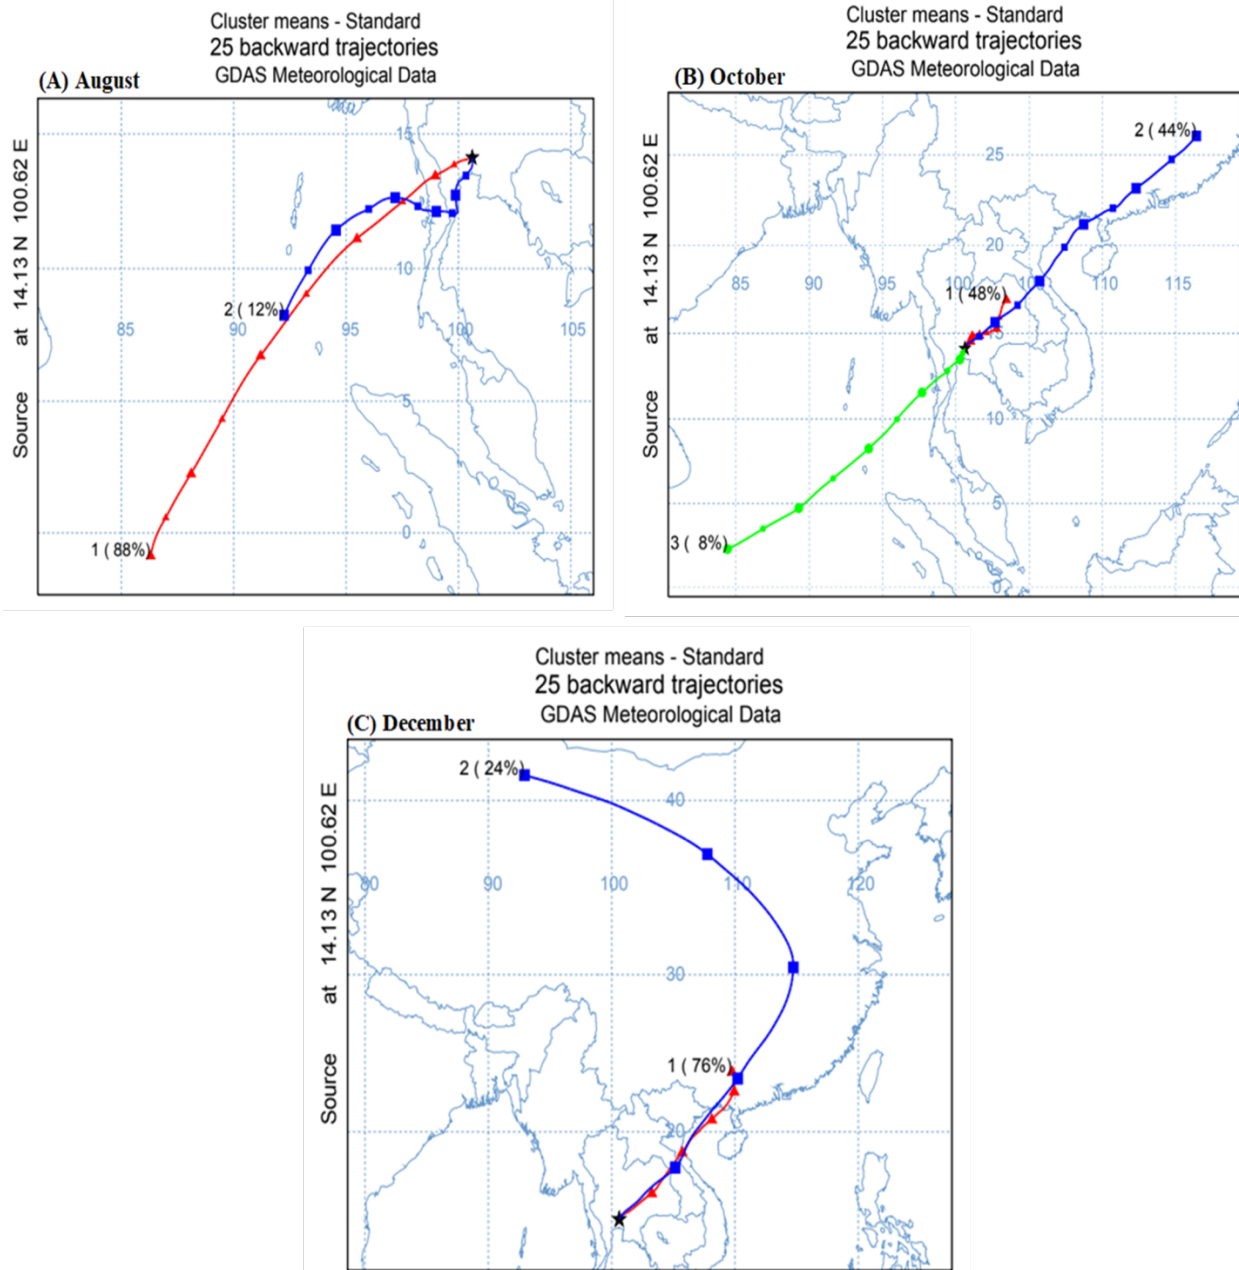 Cluster means - Standard
25 backward trajectories
GDAS Meteorological Data
(A) August
Source at 14.13 N 100.62 E
15
10
2 ( 12%)
85
90
95
100
105
5
0
1 ( 88%)
Cluster means - Standard
25 backward trajectories
GDAS Meteorological Data
(B) October
Source at 14.13 N 100.62 E
2 ( 44%)
25
20
85
90
95
100
110
115
1 ( 48%)
15
10
5
3 ( 8%)
0
Cluster means - Standard
25 backward trajectories
GDAS Meteorological Data
(C) December
Source at 14.13 N 100.62 E
2 ( 24%)
40
80
90
100
110
120
30
1 ( 76%)
20